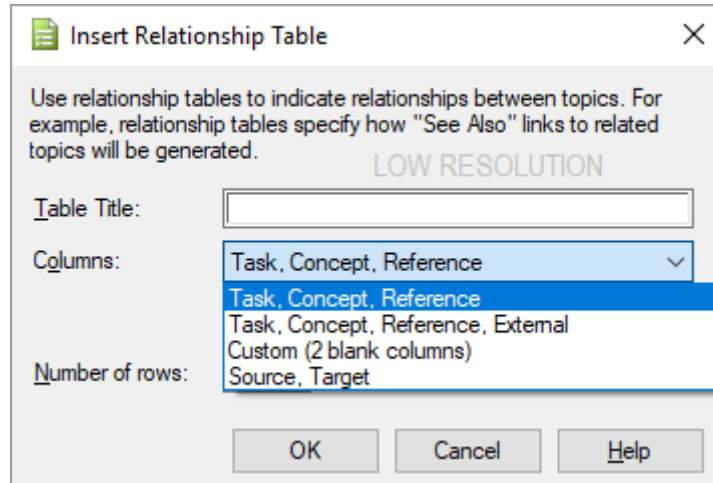 Insert Relationship Table
Use relationship tables to indicate relationships between topics. For
example, relationship tables specify how "See Also" links to related
topics will be generated.
LOW RESOLUTION
Table Title:
Columns: Task, Concept, Reference
Task, Concept, Reference
Task, Concept, Reference, External
Custom (2 blank columns)
Number of rows:
Source, Target
OK Cancel Help